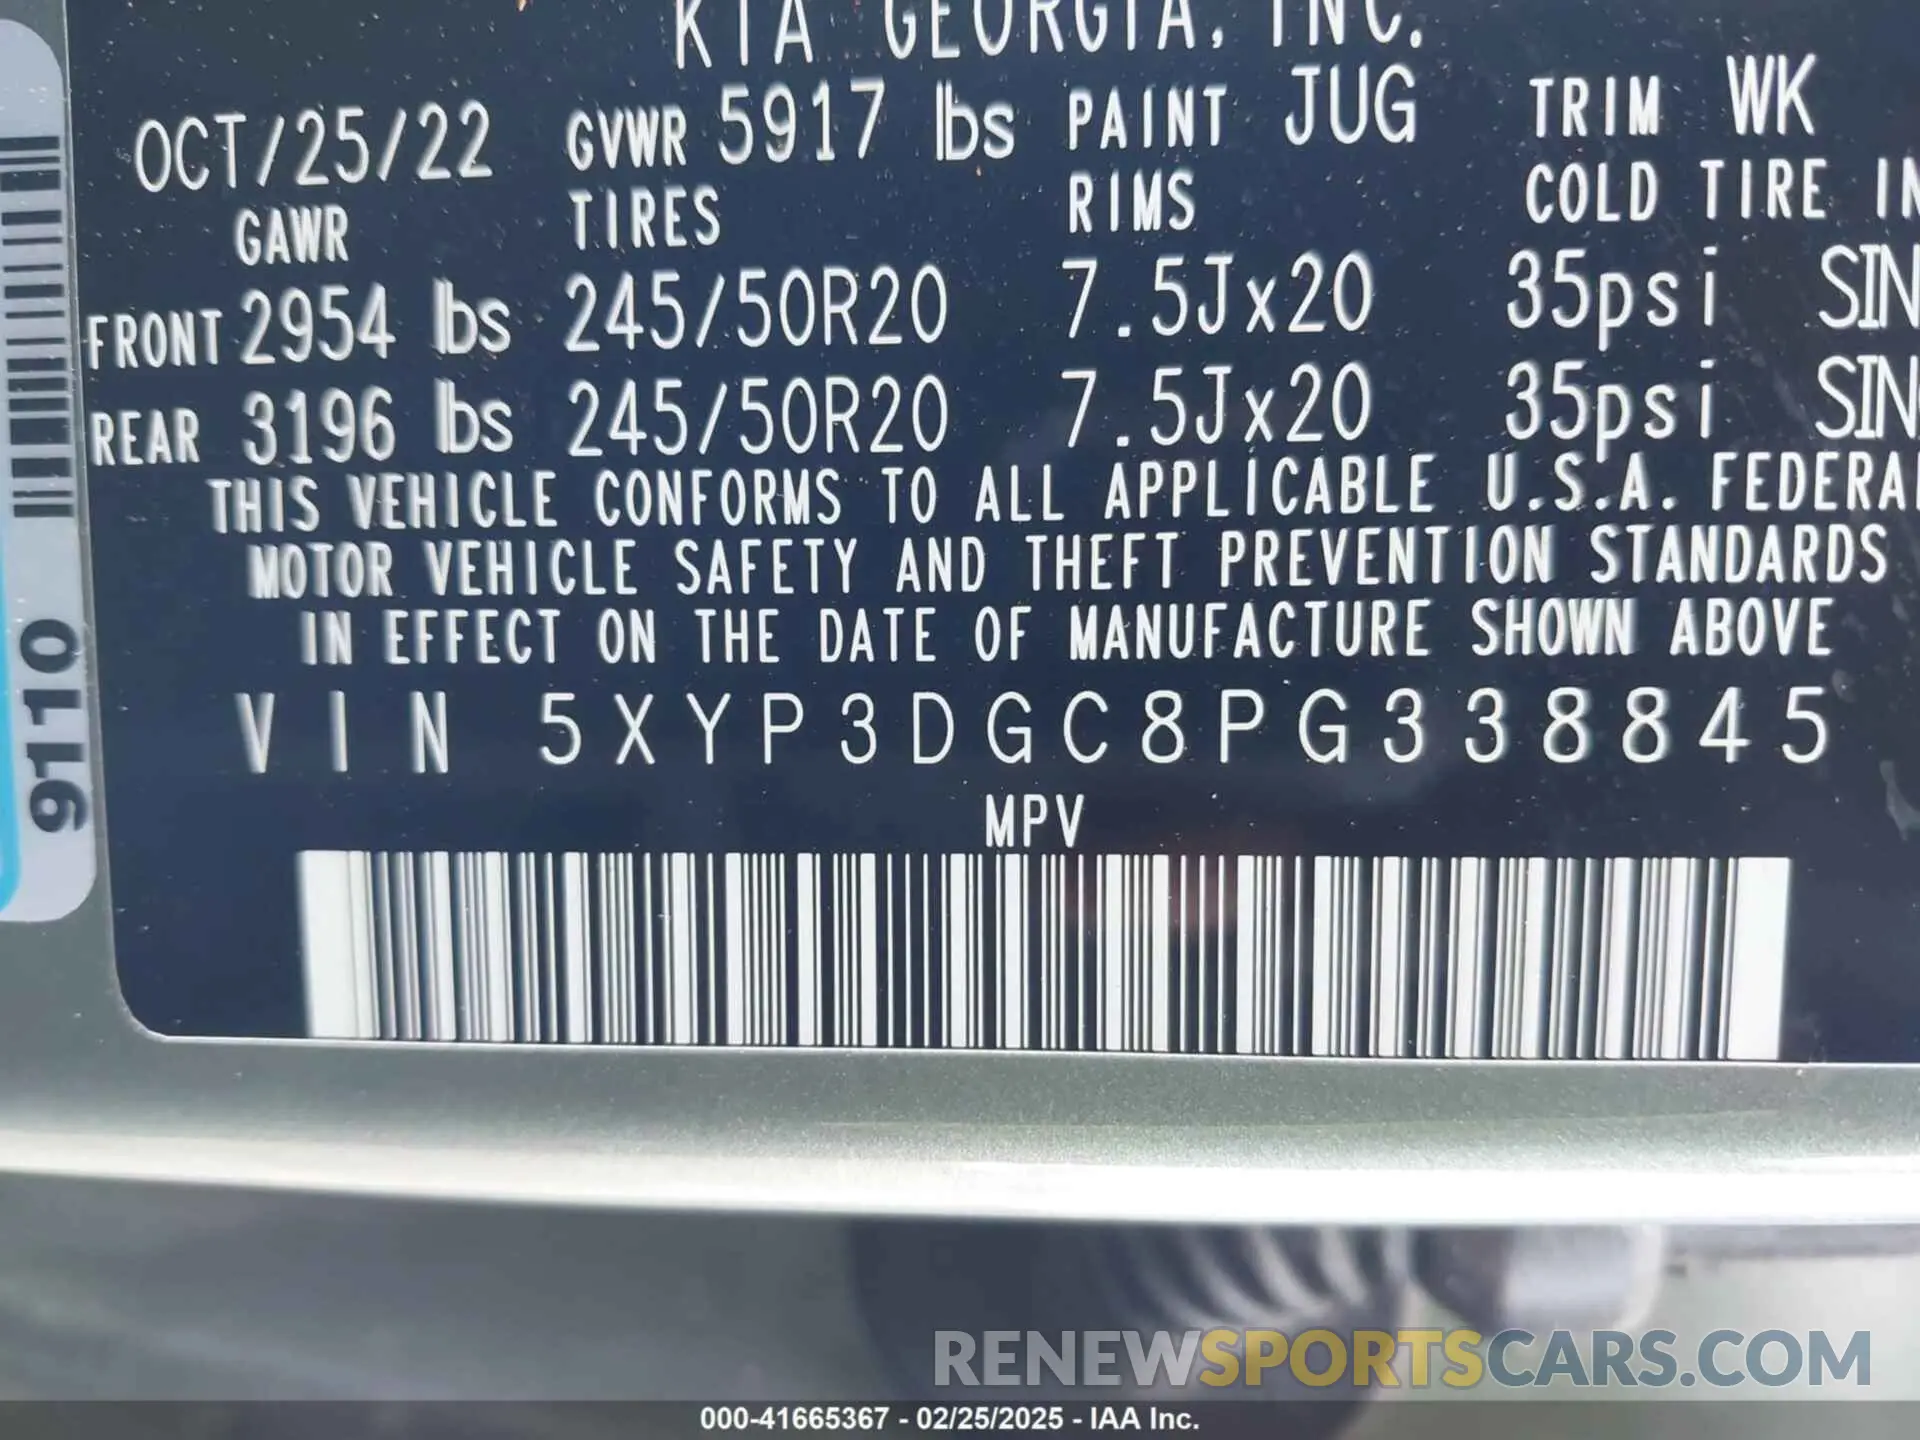 KIA GEORGIA, INC.
OCT/25/22 GVWR 5917 lbs PAINT JUG TRIM WK
GAWR TIRES RIMS COLD TIRE IN
FRONT 2954 lbs 245/50R20 7.5Jx20 35psi SIN
REAR 3196 lbs 245/50R20 7.5Jx20 35psi SIN
THIS VEHICLE CONFORMS TO ALL APPLICABLE U.S.A. FEDERAL
MOTOR VEHICLE SAFETY AND THEFT PREVENTION STANDARDS
IN EFFECT ON THE DATE OF MANUFACTURE SHOWN ABOVE
VIN 5XYP3DGC8PG338845
MPV
9110
RENEWSPORTSCARS.COM
000-41665367 - 02/25/2025 - IAA Inc.